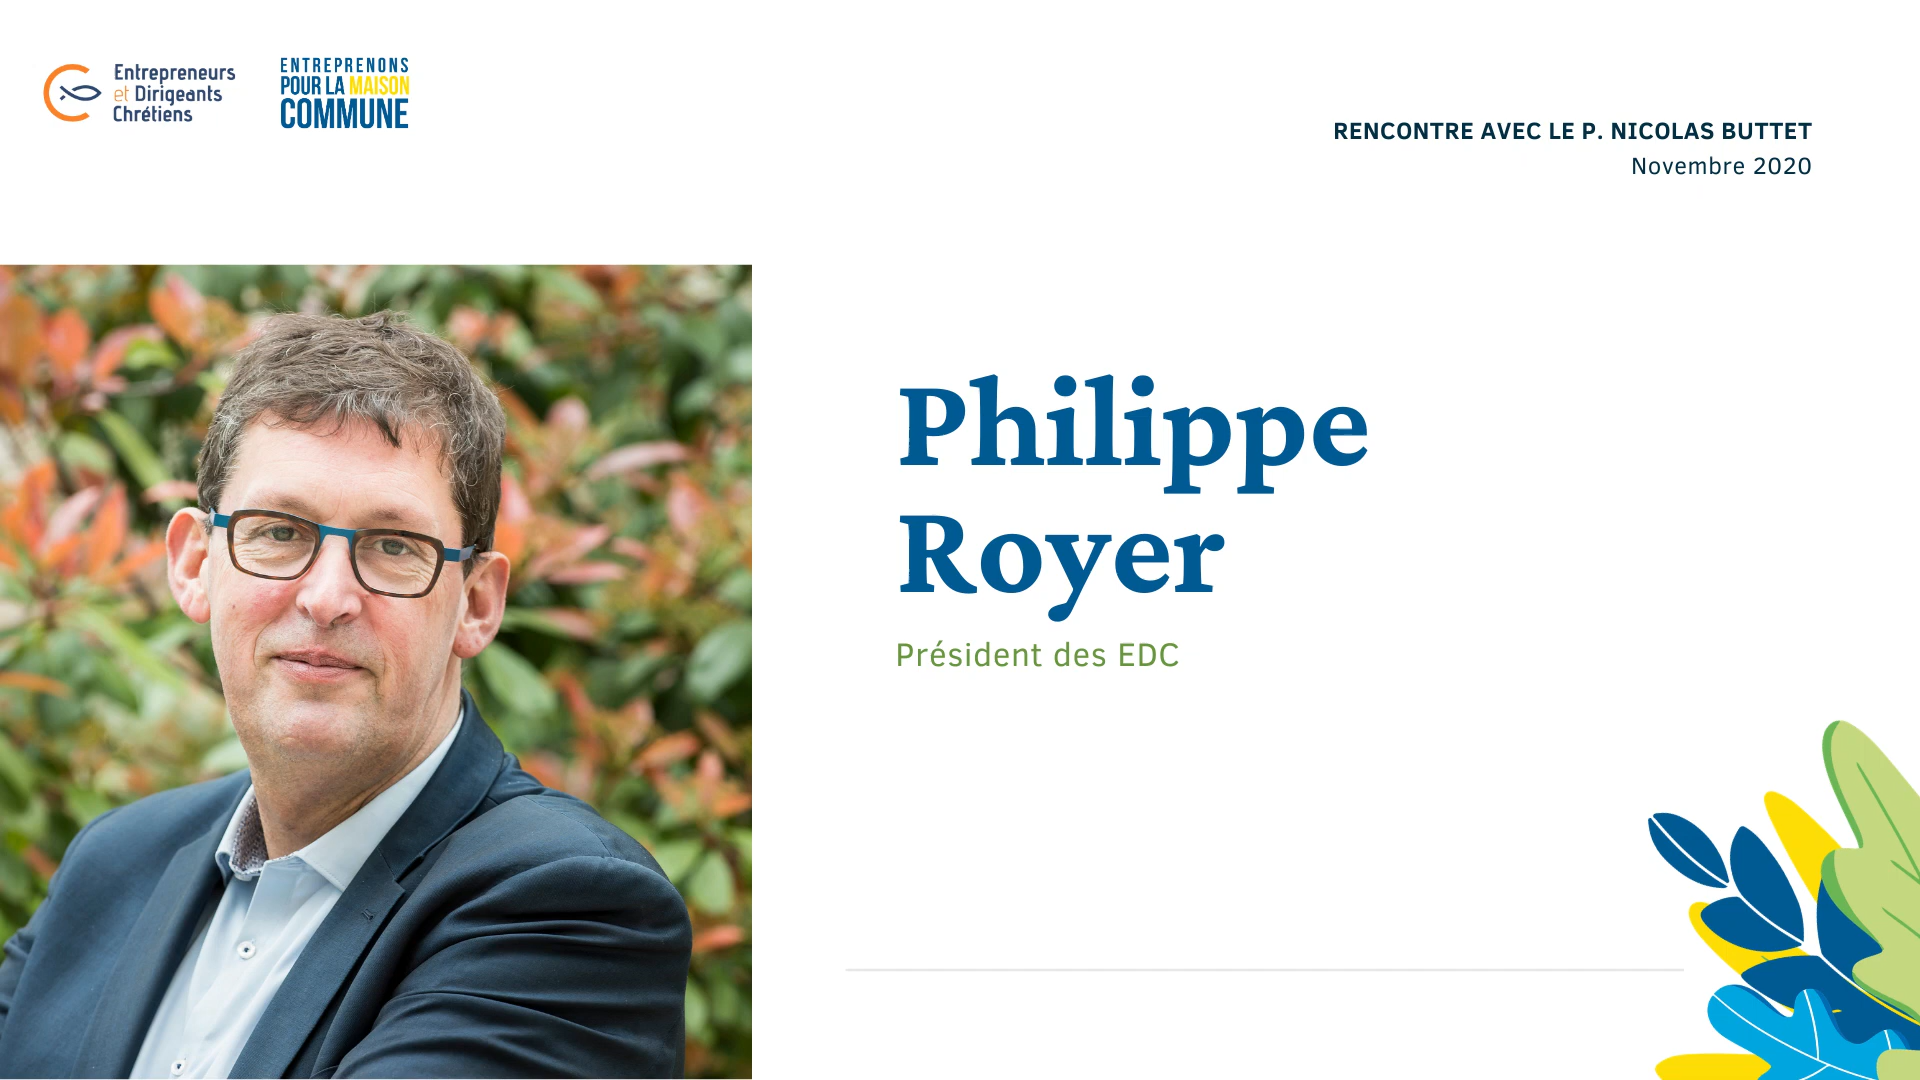 Entrepreneurs
et Dirigeants
Chrétiens
ENTREPRENONS
POUR LA MAISON
COMMUNE
RENCONTRE AVEC LE P. NICOLAS BUTTET
Novembre 2020
Philippe
Royer
Président des EDC